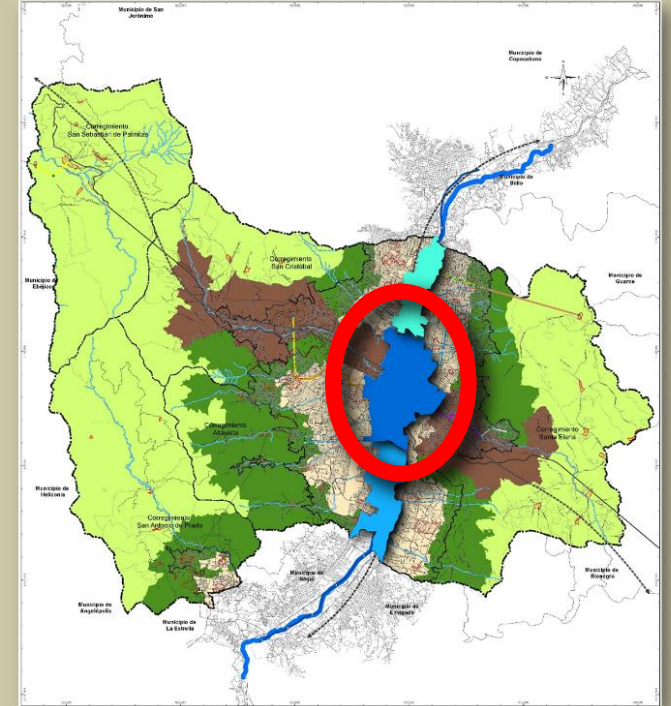 Municipio de San
Jerónimo
Municipio de
Copacabana
Corregimiento
San Sebastián de Palmitas
Municipio de
Bello
Corregimiento
San Cristóbal
Municipio de
Guarne
Municipio de
Ebéjico
Corregimiento
Altavista
Corregimiento
Santa Elena
Municipio de
Heliconia
Corregimiento
San Antonio de Prado
Municipio de
Itagüí
Municipio de
Rionegro
Municipio de
Angelópolis
Municipio de
La Estrella
Municipio de
Envigado